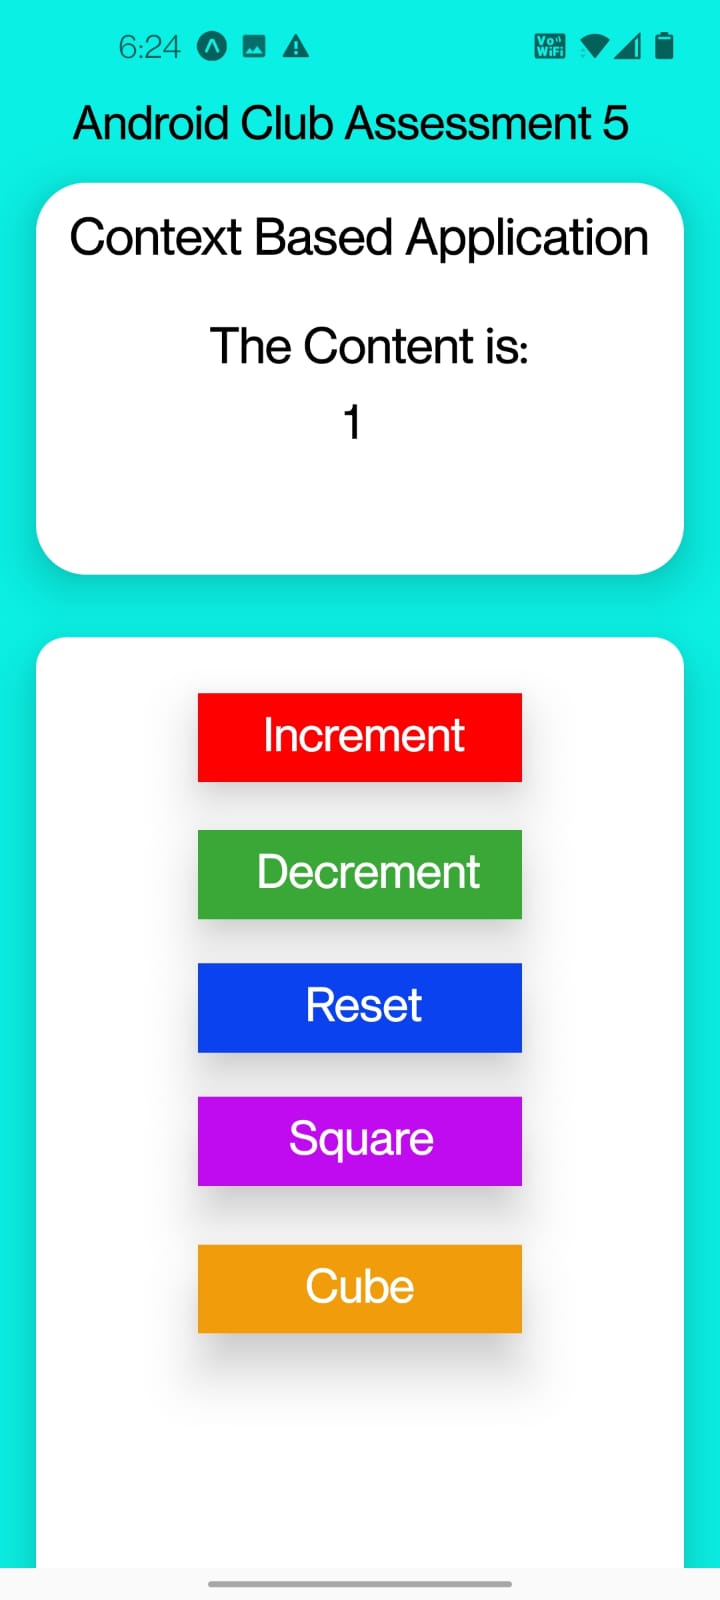 6:24 Vo WiFi
Android Club Assessment 5
Context Based Application
The Content is:
1
Increment
Decrement
Reset
Square
Cube